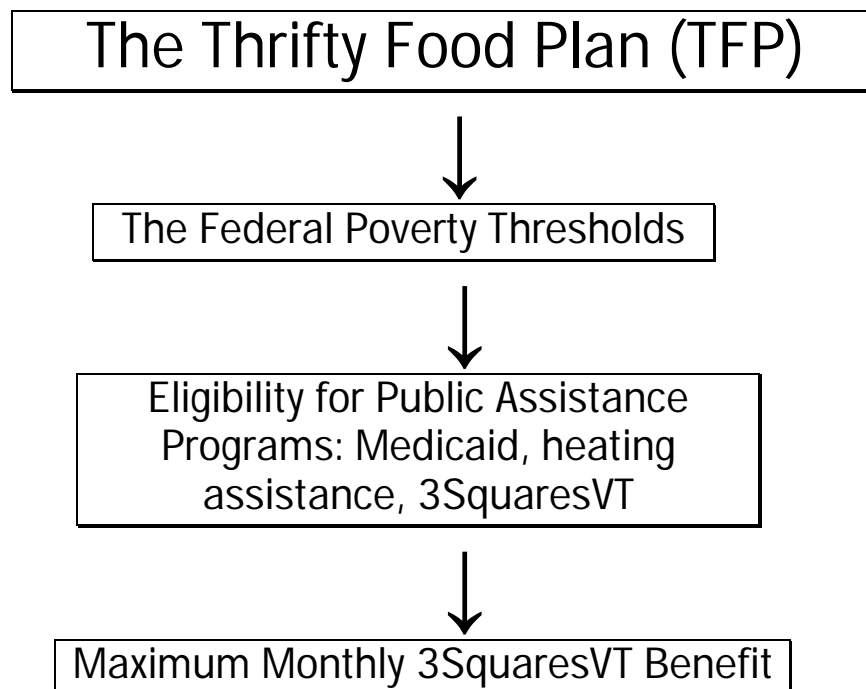 The Thrifty Food Plan (TFP)
The Federal Poverty Thresholds
Eligibility for Public Assistance
Programs: Medicaid, heating
assistance, 3SquaresVT
Maximum Monthly 3SquaresVT Benefit